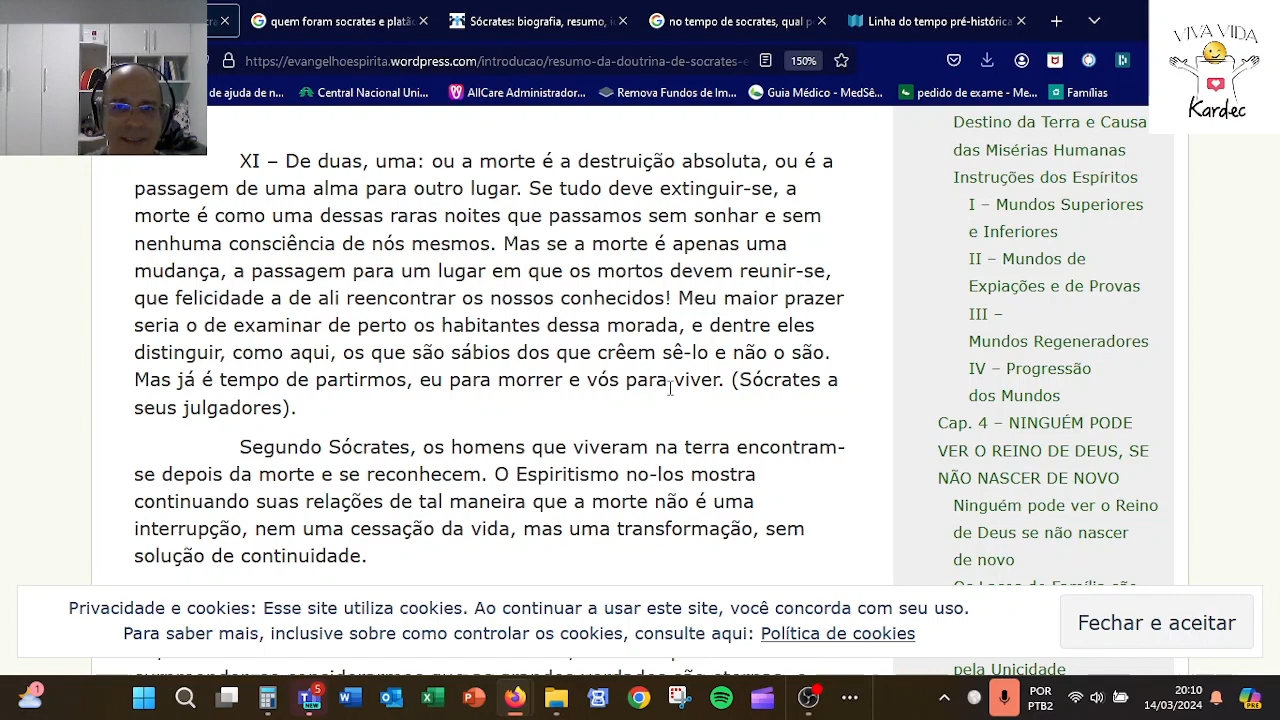 quem foram socrates e platão
Sócrates: biografia, resumo, i
no tempo de socrates, qual p
Linha do tempo pré-histórica
https://evangelhoespirita.wordpress.com/introducao/resumo-da-doutrina-de-socrates-e
150%
de ajuda de n...
Central Nacional Uni...
AllCare Administrador...
Remova Fundos de Im...
Guia Médico - MedSê...
pedido de exame - Me...
Famílias
VIVA VIDA
Kardec
XI – De duas, uma: ou a morte é a destruição absoluta, ou é a
passagem de uma alma para outro lugar. Se tudo deve extinguir-se, a
morte é como uma dessas raras noites que passamos sem sonhar e sem
nenhuma consciência de nós mesmos. Mas se a morte é apenas uma
mudança, a passagem para um lugar em que os mortos devem reunir-se,
que felicidade a de ali reencontrar os nossos conhecidos! Meu maior prazer
seria o de examinar de perto os habitantes dessa morada, e dentre eles
distinguir, como aqui, os que são sábios dos que crêem sê-lo e não o são.
Mas já é tempo de partirmos, eu para morrer e vós para viver. (Sócrates a
seus julgadores).
Segundo Sócrates, os homens que viveram na terra encontram-
se depois da morte e se reconhecem. O Espiritismo no-los mostra
continuando suas relações de tal maneira que a morte não é uma
interrupção, nem uma cessação da vida, mas uma transformação, sem
solução de continuidade.
Destino da Terra e Causa
das Misérias Humanas
Instruções dos Espíritos
I – Mundos Superiores
e Inferiores
II – Mundos de
Expiações e de Provas
III –
Mundos Regeneradores
IV – Progressão
dos Mundos
Cap. 4 – NINGUÉM PODE
VER O REINO DE DEUS, SE
NÃO NASCER DE NOVO
Ninguém pode ver o Reino
de Deus se não nascer
de novo
Privacidade e cookies: Esse site utiliza cookies. Ao continuar a usar este site, você concorda com seu uso.
Para saber mais, inclusive sobre como controlar os cookies, consulte aqui: Política de cookies
Fechar e aceitar
pela Unicidade
1
5
NEW
POR
PTB2
20:10
14/03/2024
PRE